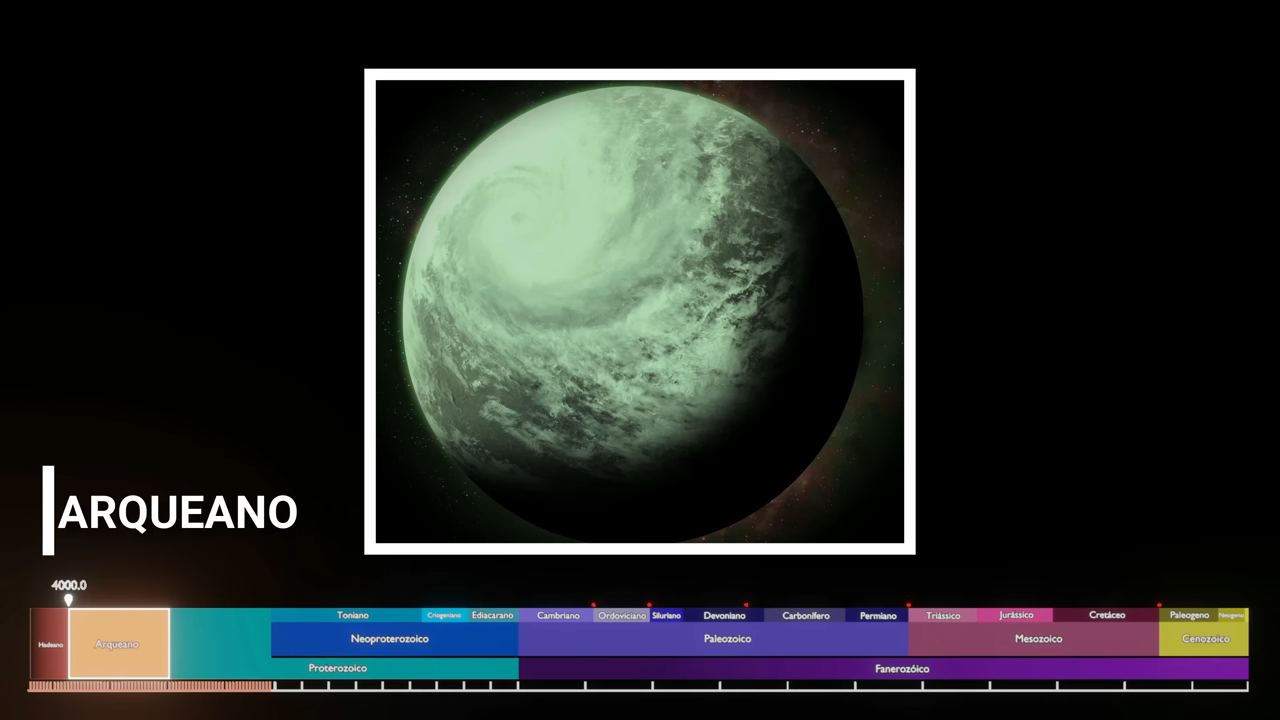 ARQUEANO
4000.0
Toniano
Criogeniano
Ediacarano
Cambriano
Ordoviciano
Siluriano
Devoniano
Carbonífero
Permiano
Triássico
Jurássico
Cretáceo
Paleogeno
Neogeno
Hadeano
Arqueano
Neoproterozoico
Paleozoico
Mesozoico
Cenozoico
Proterozoico
Fanerozóico